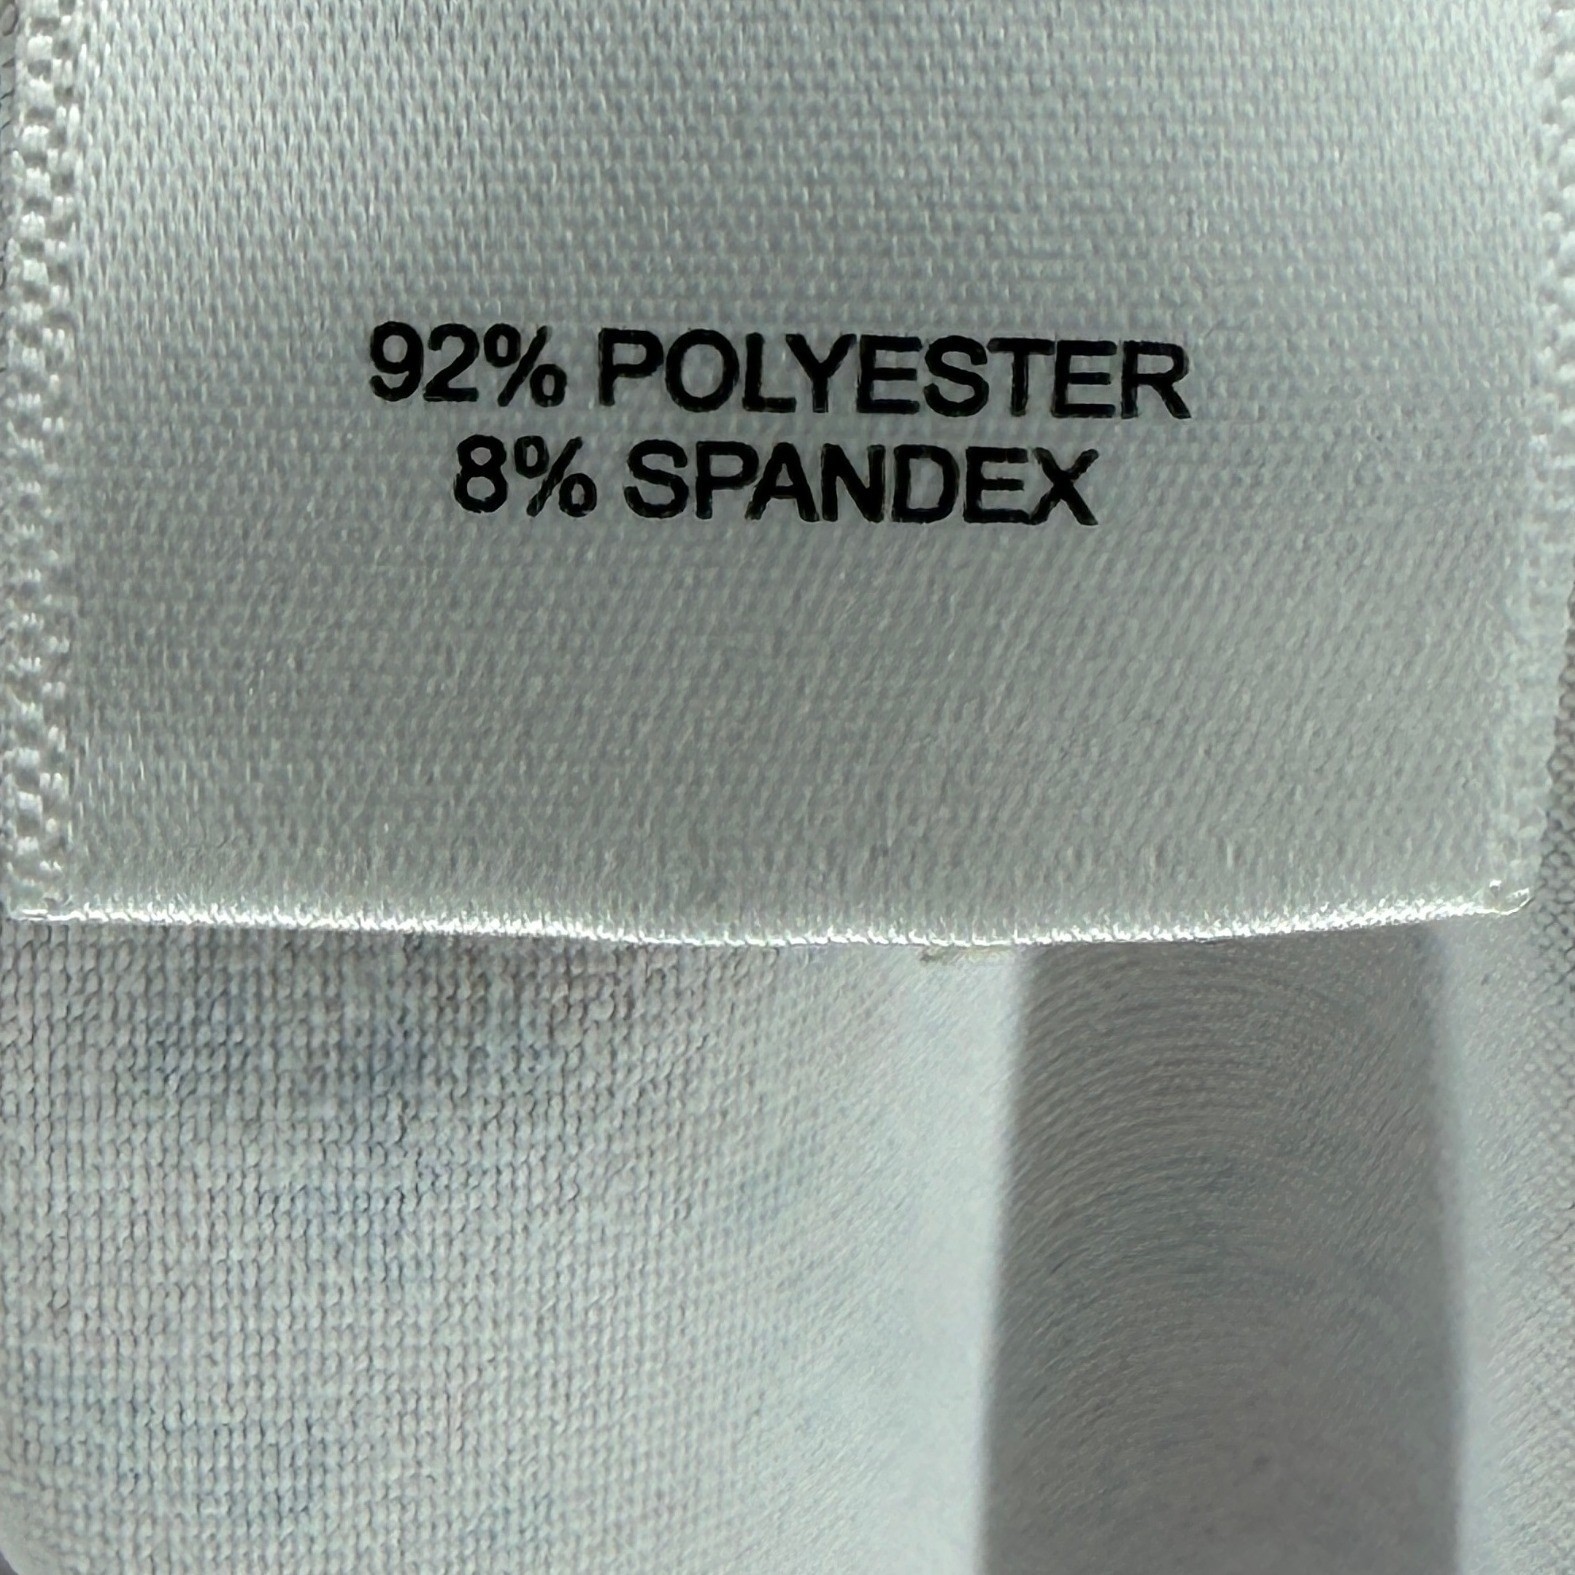 92% POLYESTER
8% SPANDEX